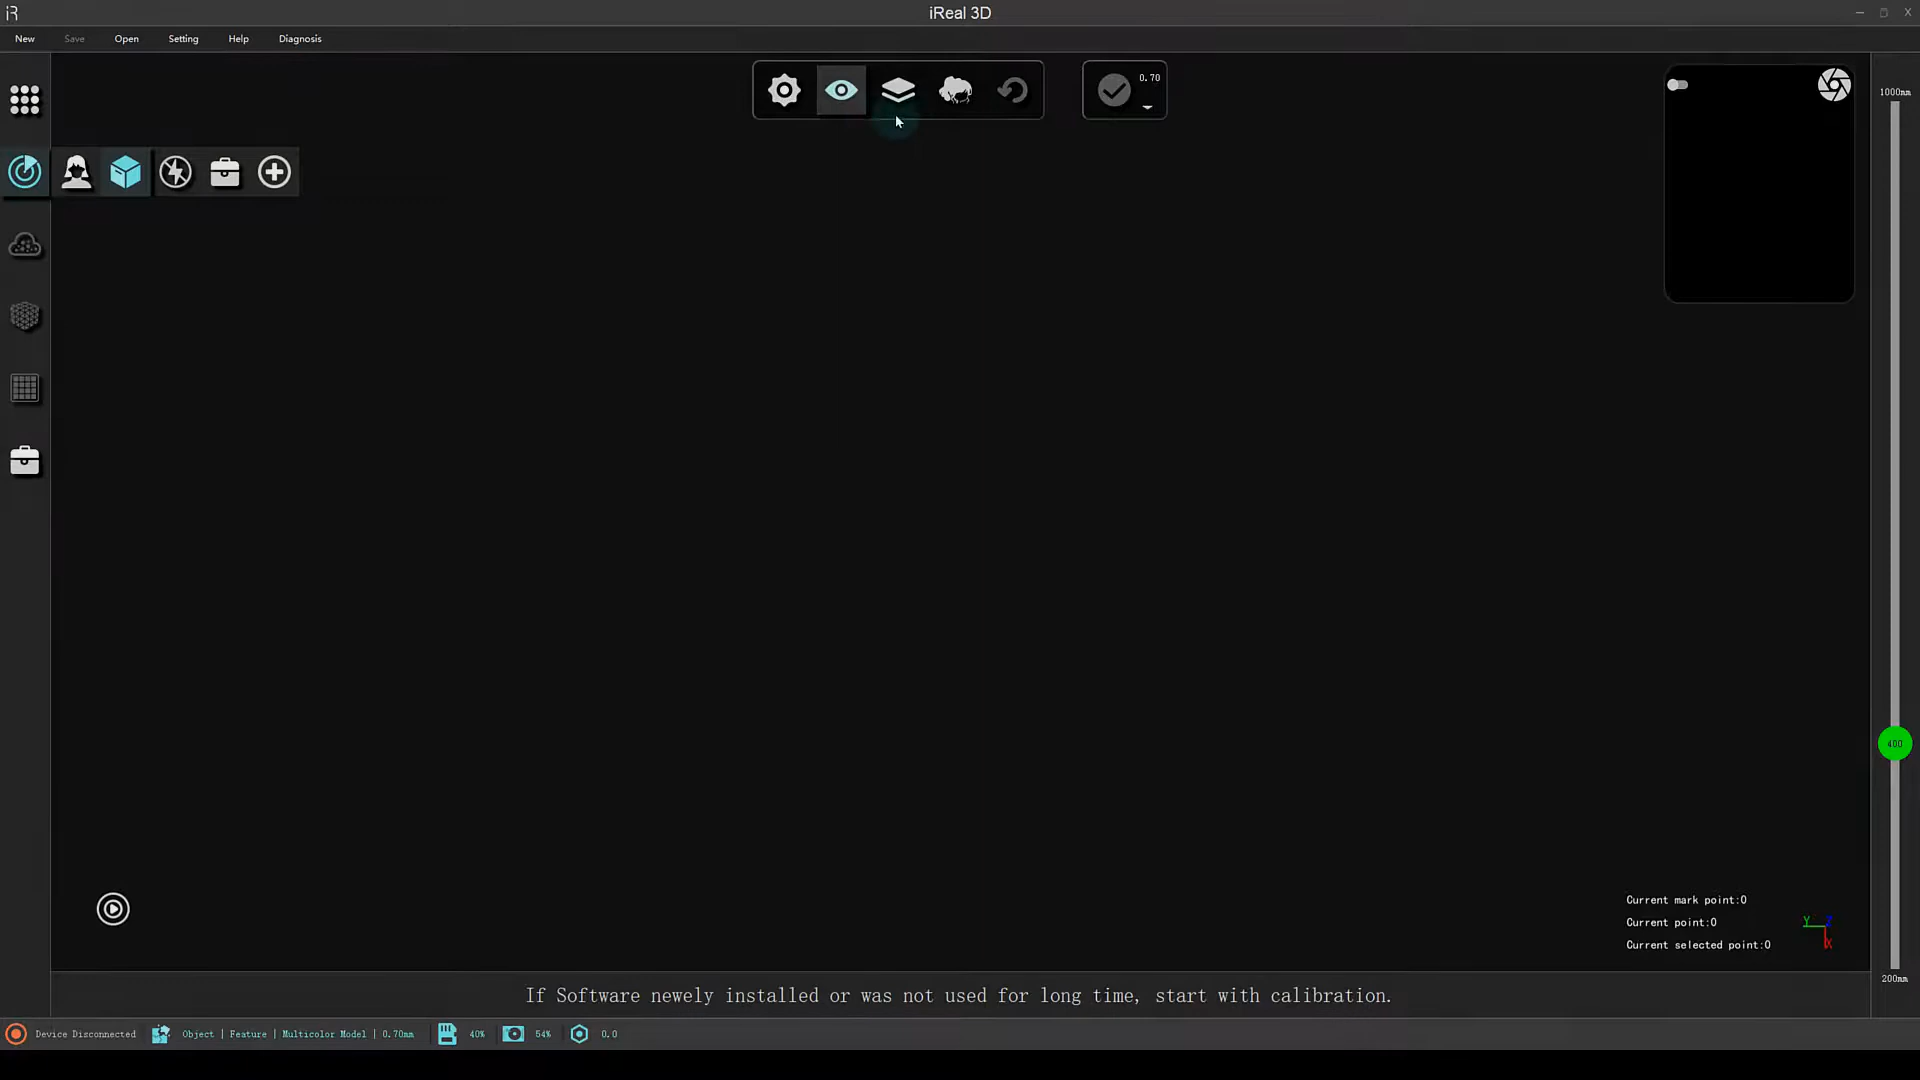 iR
iReal 3D
New Save Open Setting Help Diagnosis
0.70
1000mm
400
Current mark point:0
Current point:0
Current selected point:0
Y Z
X
200mm
If Software newly installed or was not used for long time, start with calibration.
Device Disconnected Object | Feature | Multicolor Model | 0.70mm 40% 54% 0.0